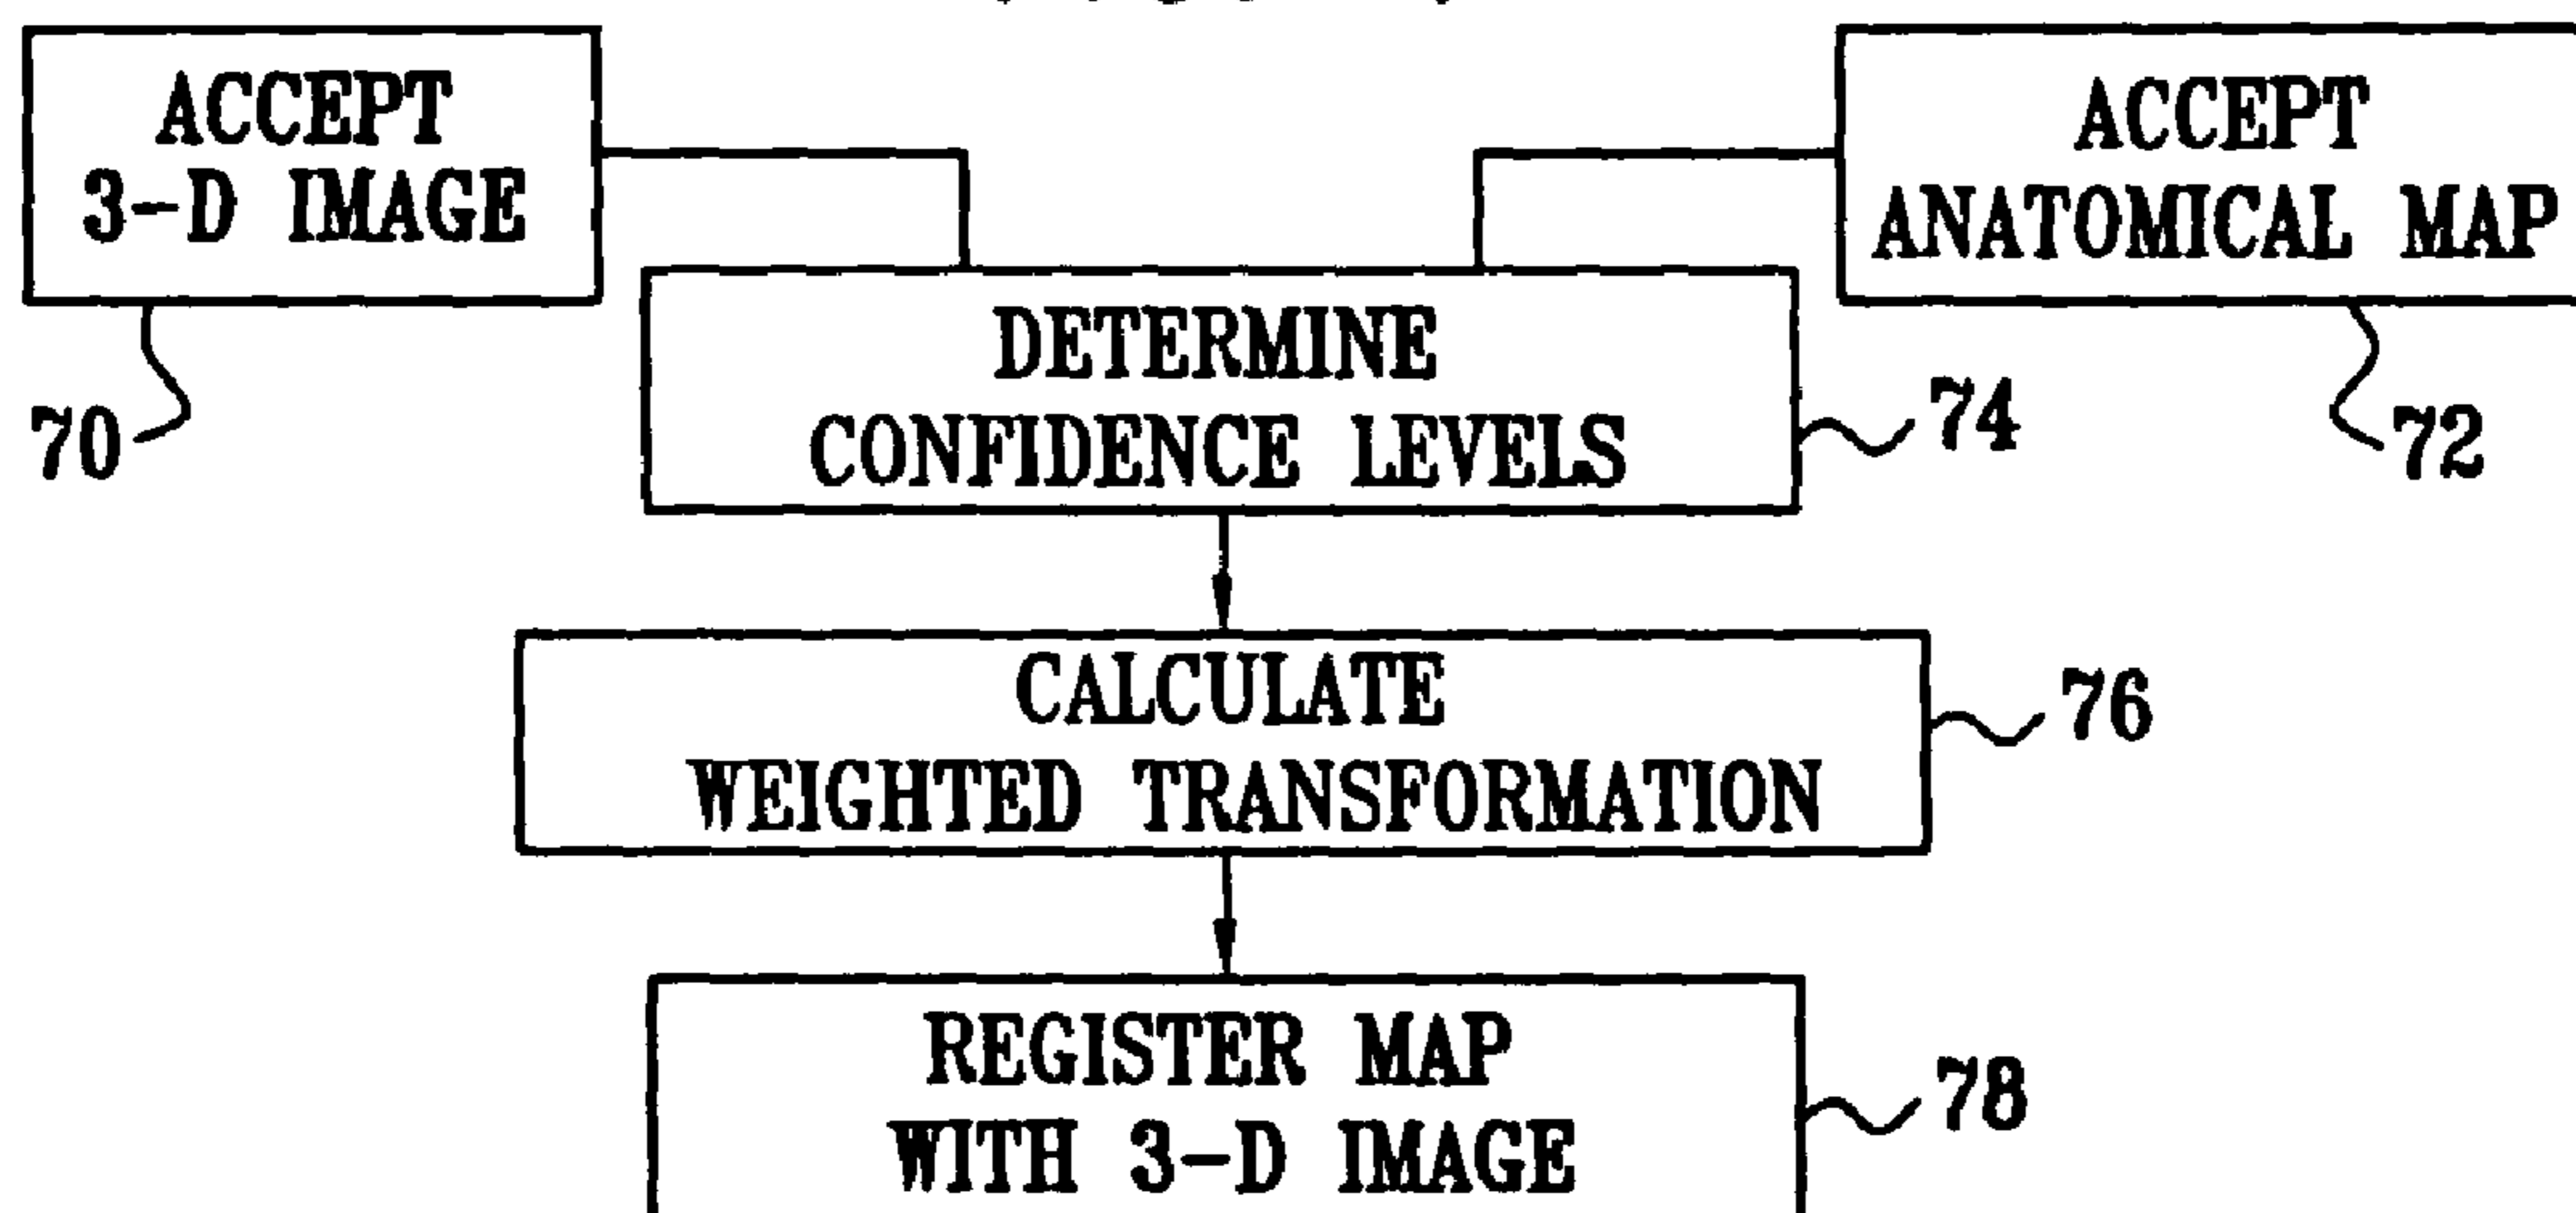 ACCEPT
3-D IMAGE
ACCEPT
ANATOMICAL MAP
70
72
DETERMINE
CONFIDENCE LEVELS
74
CALCULATE
WEIGHTED TRANSFORMATION
76
REGISTER MAP
WITH 3-D IMAGE
78